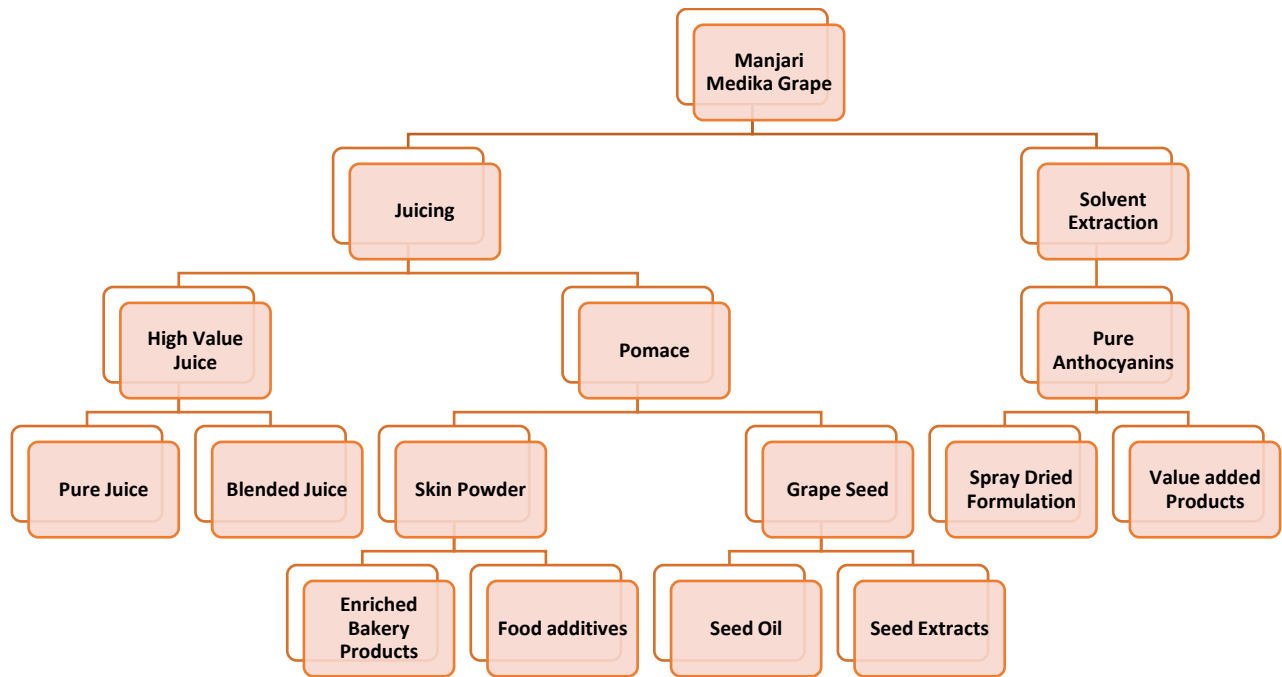 Manjari
Medika Grape
Juicing
Solvent
Extraction
High Value
Juice
Pomace
Pure
Anthocyanins
Pure Juice
Blended Juice
Skin Powder
Grape Seed
Spray Dried
Formulation
Value added
Products
Enriched
Bakery
Products
Food additives
Seed Oil
Seed Extracts